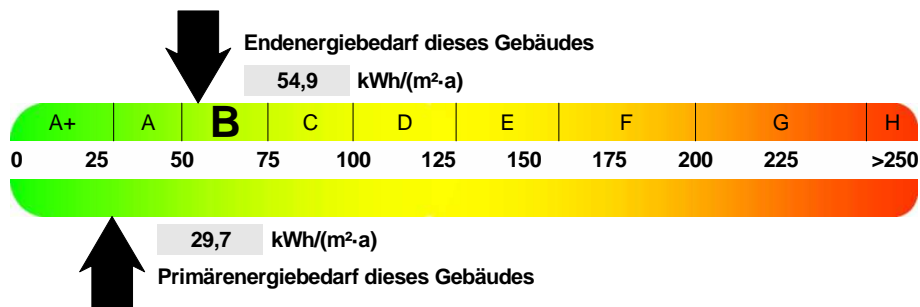 Endenergiebedarf dieses Gebäudes
54,9 kWh/(m²·a)
A+ A B C D E F G H
0 25 50 75 100 125 150 175 200 225 >250
29,7 kWh/(m²·a)
Primärenergiebedarf dieses Gebäudes